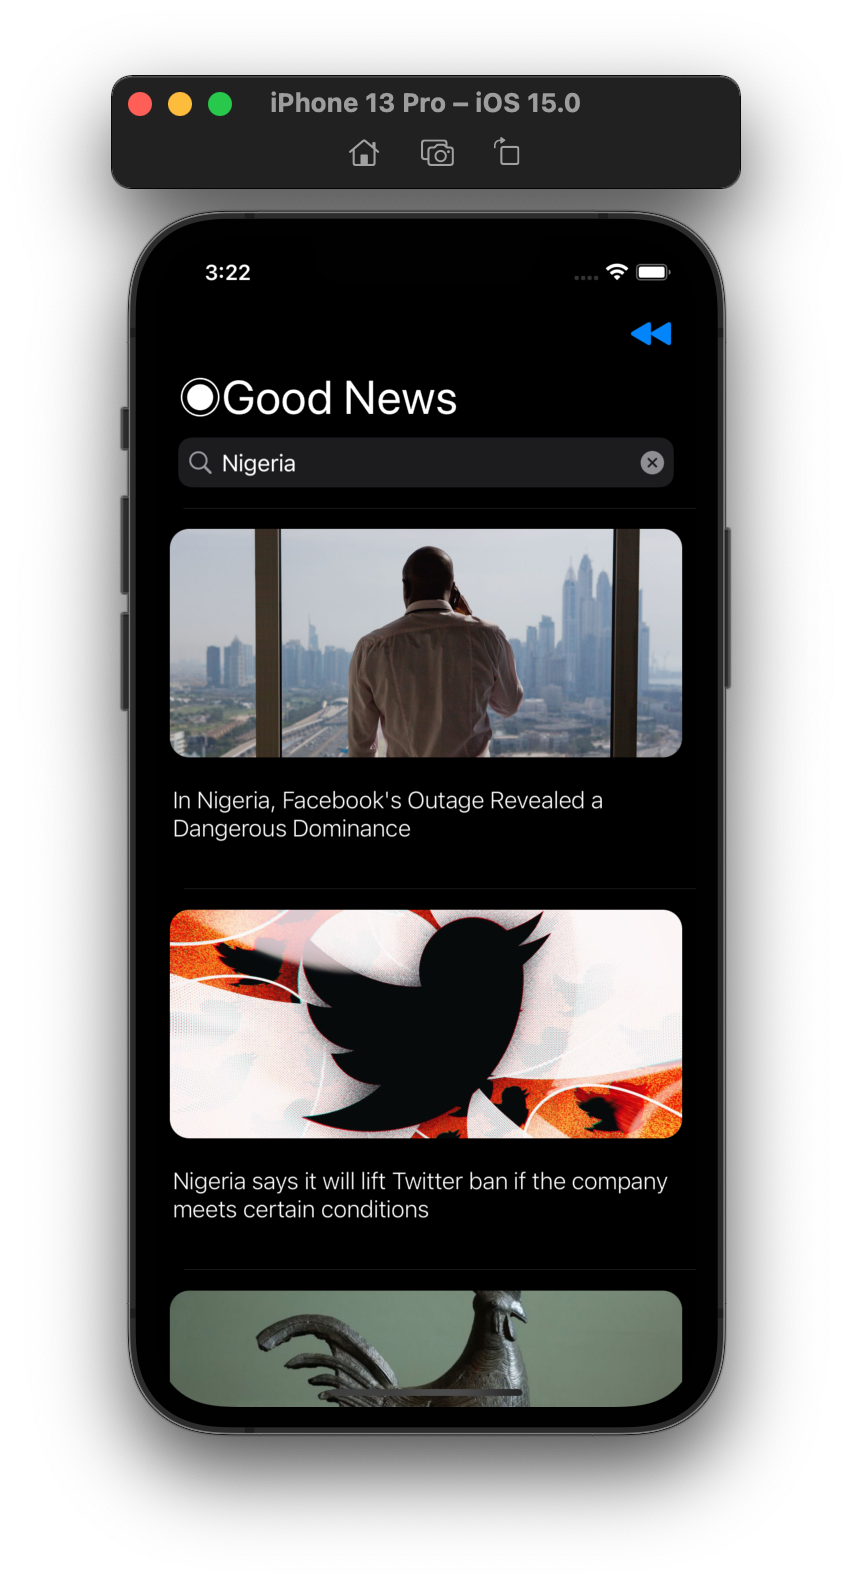 iPhone 13 Pro – iOS 15.0
3:22
Good News
Nigeria
In Nigeria, Facebook's Outage Revealed a
Dangerous Dominance
Nigeria says it will lift Twitter ban if the company
meets certain conditions